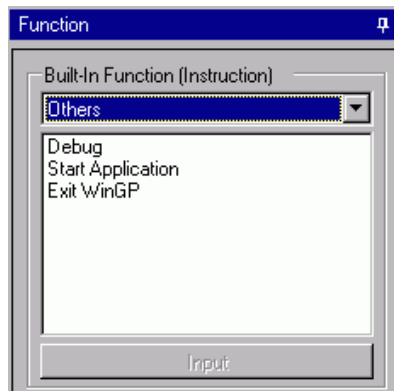 Function
Built-In Function (Instruction)
Others
Debug
Start Application
Exit WinGP
Input